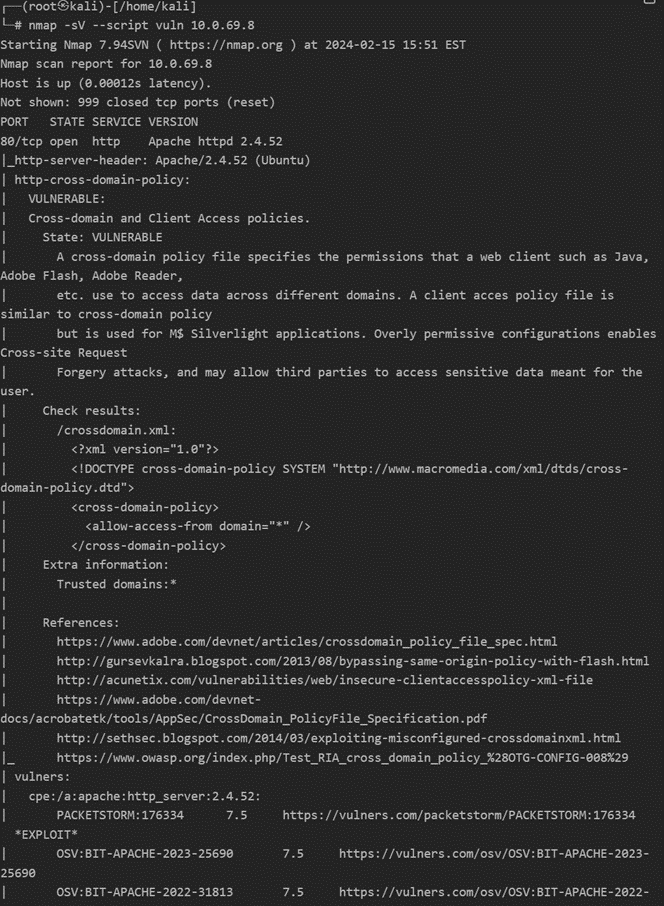 ┌──(root㉿kali)-[/home/kali]
└─# nmap -sV --script vuln 10.0.69.8
Starting Nmap 7.94SVN ( https://nmap.org ) at 2024-02-15 15:51 EST
Nmap scan report for 10.0.69.8
Host is up (0.00012s latency).
Not shown: 999 closed tcp ports (reset)
PORT   STATE SERVICE VERSION
80/tcp open  http    Apache httpd 2.4.52
|_http-server-header: Apache/2.4.52 (Ubuntu)
| http-cross-domain-policy:
|   VULNERABLE:
|   Cross-domain and Client Access policies.
|     State: VULNERABLE
|       A cross-domain policy file specifies the permissions that a web client such as Java,
Adobe Flash, Adobe Reader,
|       etc. use to access data across different domains. A client acces policy file is
similar to cross-domain policy
|       but is used for M$ Silverlight applications. Overly permissive configurations enables
Cross-site Request
|       Forgery attacks, and may allow third parties to access sensitive data meant for the
user.
|     Check results:
|       /crossdomain.xml:
|         <?xml version="1.0"?>
|         <!DOCTYPE cross-domain-policy SYSTEM "http://www.macromedia.com/xml/dtds/cross-
domain-policy.dtd">
|         <cross-domain-policy>
|           <allow-access-from domain="*" />
|         </cross-domain-policy>
|     Extra information:
|       Trusted domains:*
|
|     References:
|       https://www.adobe.com/devnet/articles/crossdomain_policy_file_spec.html
|       http://gursevkalra.blogspot.com/2013/08/bypassing-same-origin-policy-with-flash.html
|       http://acunetix.com/vulnerabilities/web/insecure-clientaccesspolicy-xml-file
|       https://www.adobe.com/devnet-
docs/acrobatetk/tools/AppSec/CrossDomain_PolicyFile_Specification.pdf
|       http://sethsec.blogspot.com/2014/03/exploiting-misconfigured-crossdomainxml.html
|_      https://www.owasp.org/index.php/Test_RIA_cross_domain_policy_%28OTG-CONFIG-008%29
| vulners:
|   cpe:/a:apache:http_server:2.4.52:
|       PACKETSTORM:176334      7.5     https://vulners.com/packetstorm/PACKETSTORM:176334
*EXPLOIT*
|       OSV:BIT-APACHE-2023-25690       7.5     https://vulners.com/osv/OSV:BIT-APACHE-2023-
25690
|       OSV:BIT-APACHE-2022-31813       7.5     https://vulners.com/osv/OSV:BIT-APACHE-2022-